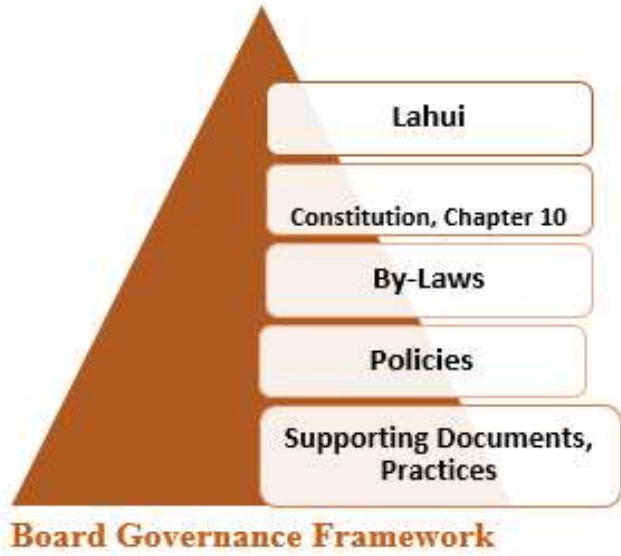 Lahui
Constitution, Chapter 10
By-Laws
Policies
Supporting Documents,
Practices
Board Governance Framework